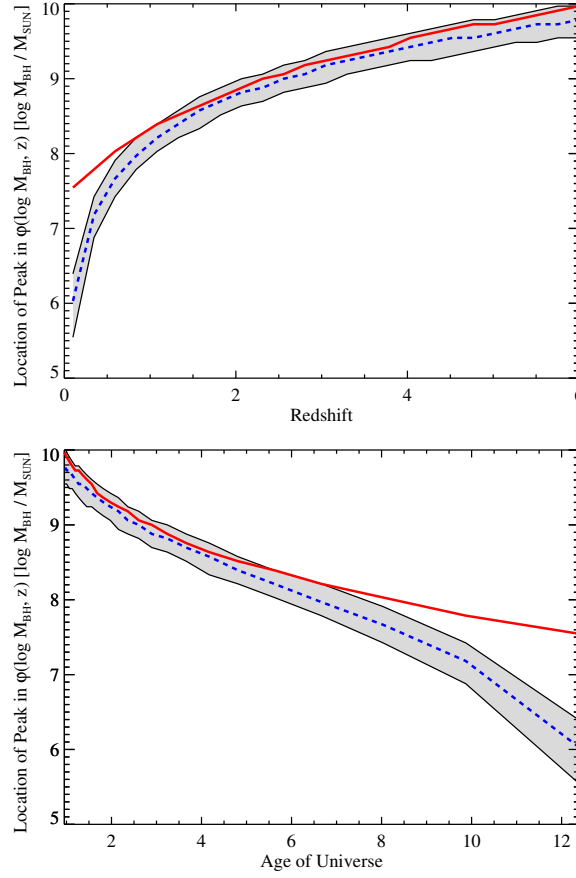 10
9
8
7
6
5
Location of Peak in φ(log M_BH, z) [log M_BH / M_SUN]
0 2 4 6
Redshift
10
9
8
7
6
5
Location of Peak in φ(log M_BH, z) [log M_BH / M_SUN]
2 4 6 8 10 12
Age of Universe